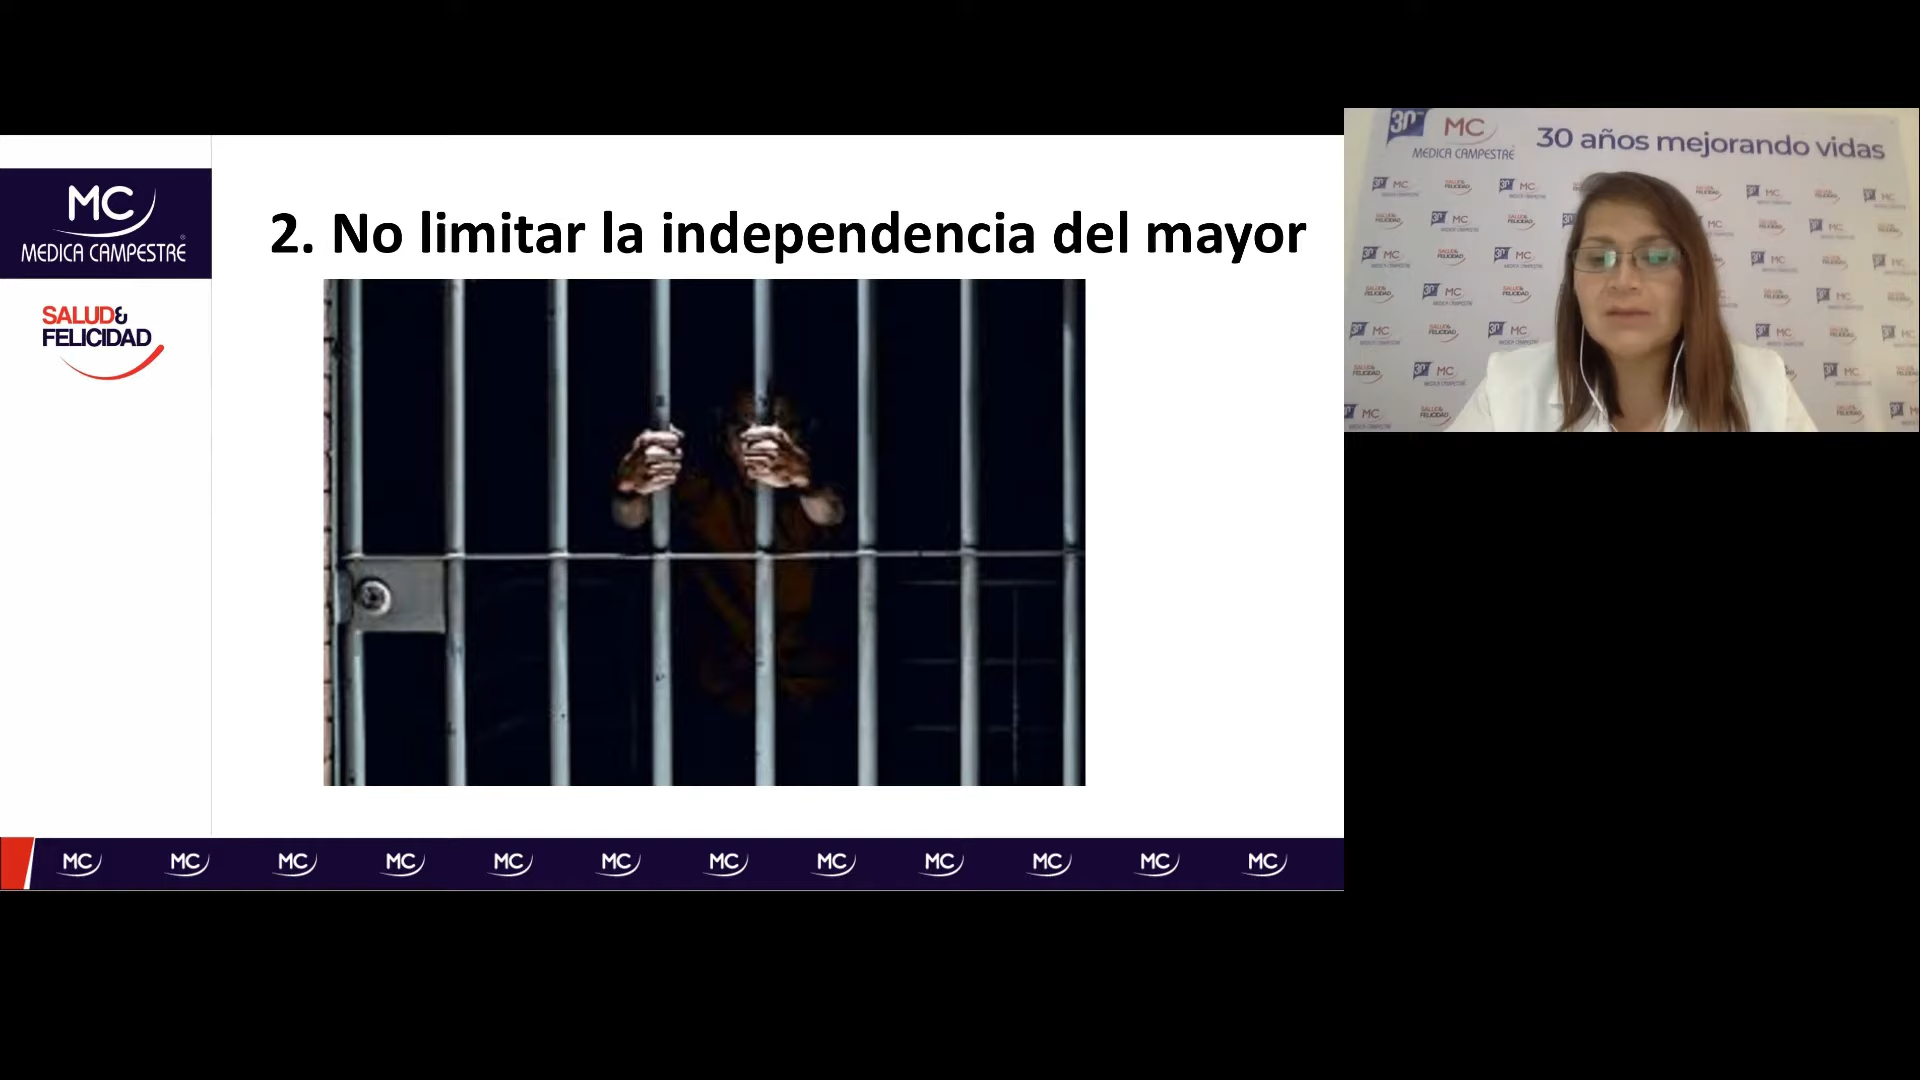 MC
MEDICA CAMPESTRE®
SALUD&
FELICIDAD
2. No limitar la independencia del mayor
MC MC MC MC MC MC MC MC MC MC MC MC
30 MC
MEDICA CAMPESTRE
30 años mejorando vidas